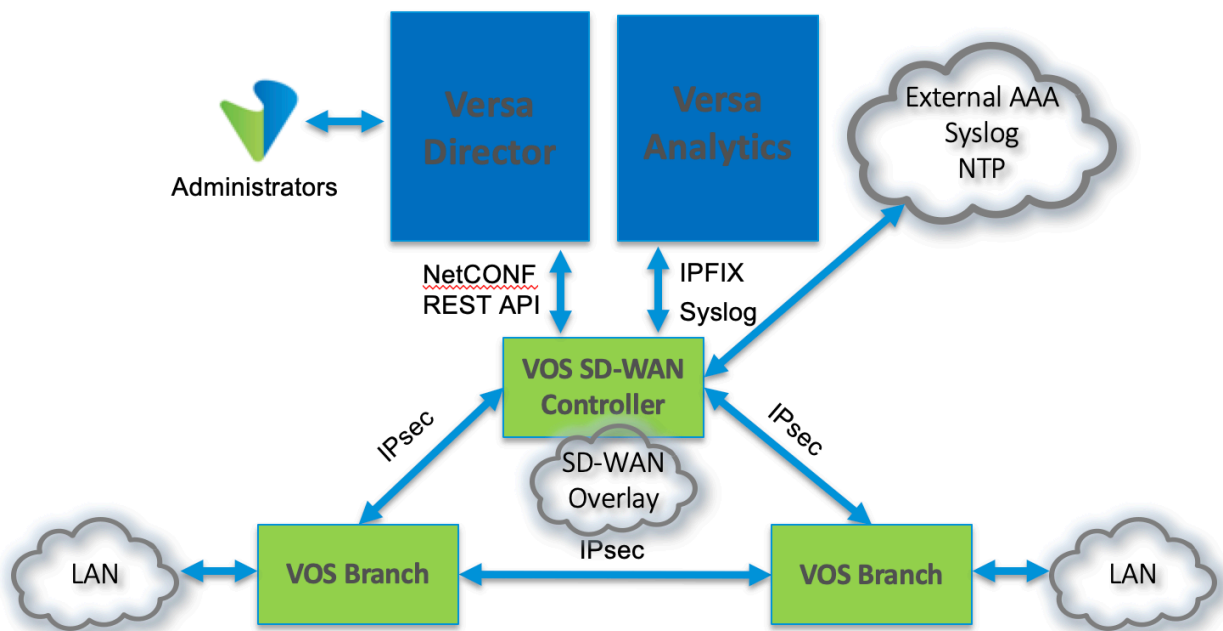 Versa
Director
Versa
Analytics
External AAA
Syslog
NTP
Administrators
NetCONF
REST API
IPFIX
Syslog
VOS SD-WAN
Controller
IPsec
IPsec
SD-WAN
Overlay
LAN
VOS Branch
IPsec
VOS Branch
LAN